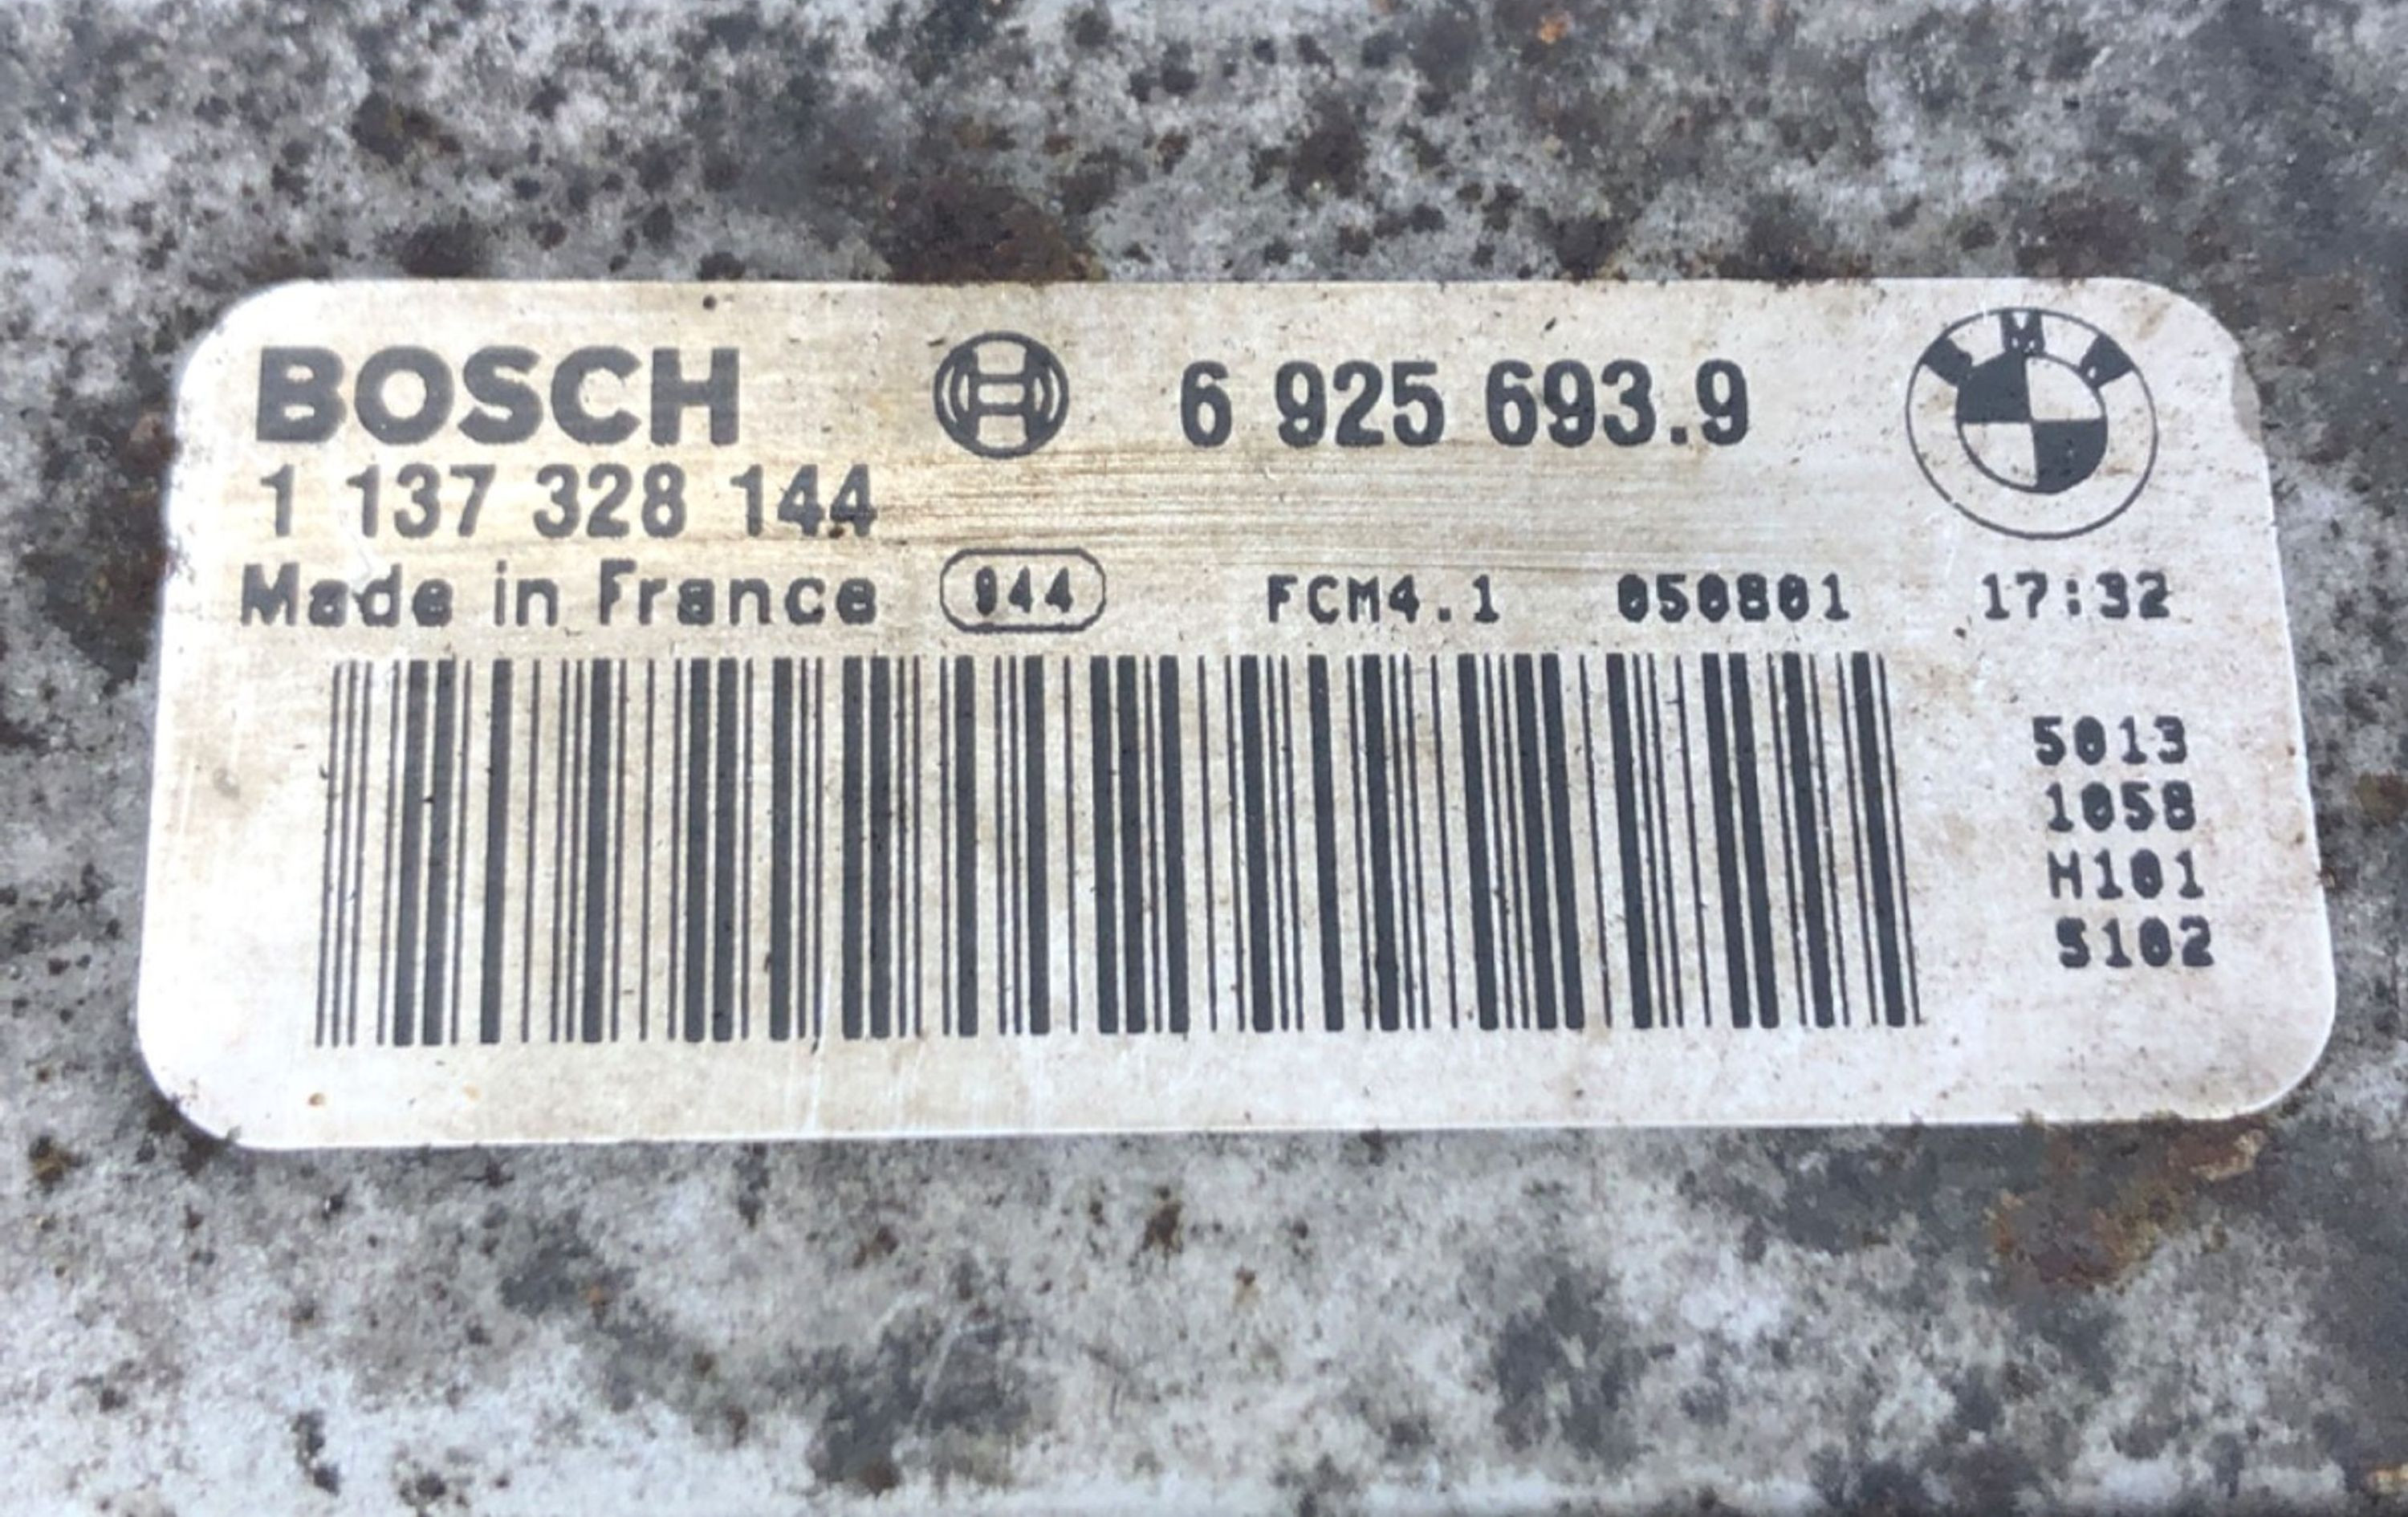 BOSCH 6 925 693.9 BMW
1 137 328 144
Made in France 944 FCM4.1 050801 17:32
5013
1058
H101
S102